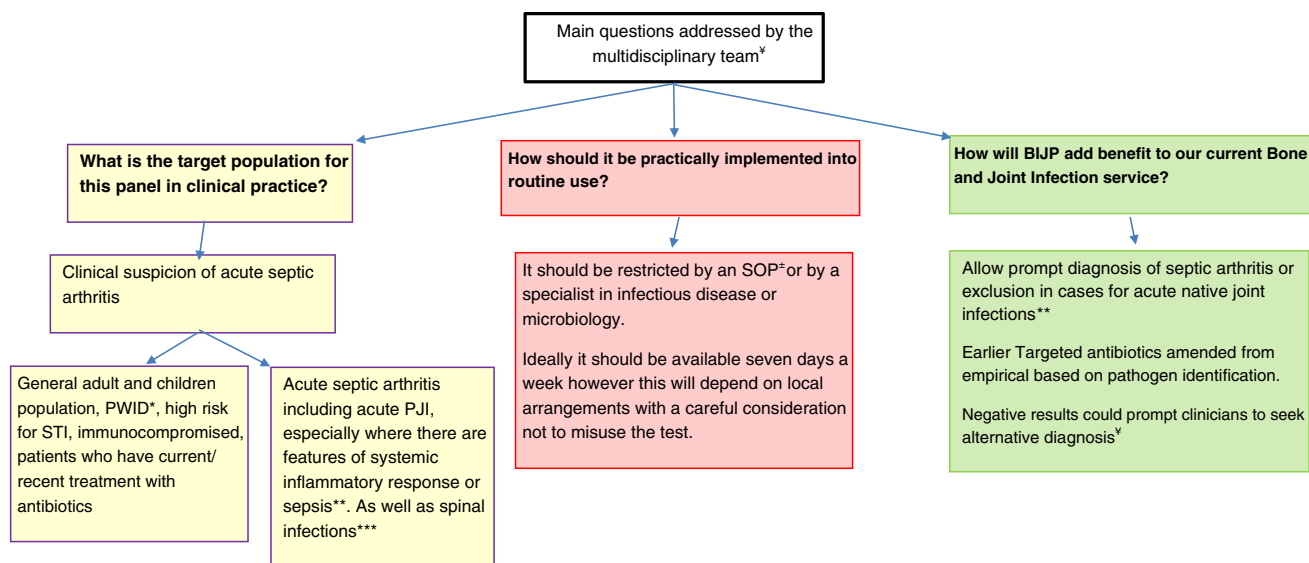 Main questions addressed by the
multidisciplinary team¥
What is the target population for
this panel in clinical practice?
Clinical suspicion of acute septic
arthritis
General adult and children
population, PWID*, high risk
for STI, immunocompromised,
patients who have current/
recent treatment with
antibiotics
Acute septic arthritis
including acute PJI,
especially where there are
features of systemic
inflammatory response or
sepsis**. As well as spinal
infections***
How should it be practically implemented into
routine use?
It should be restricted by an SOP± or by a
specialist in infectious disease or
microbiology.
Ideally it should be available seven days a
week however this will depend on local
arrangements with a careful consideration
not to misuse the test.
How will BIJP add benefit to our current Bone
and Joint Infection service?
Allow prompt diagnosis of septic arthritis or
exclusion in cases for acute native joint
infections**
Earlier Targeted antibiotics amended from
empirical based on pathogen identification.
Negative results could prompt clinicians to seek
alternative diagnosis¥